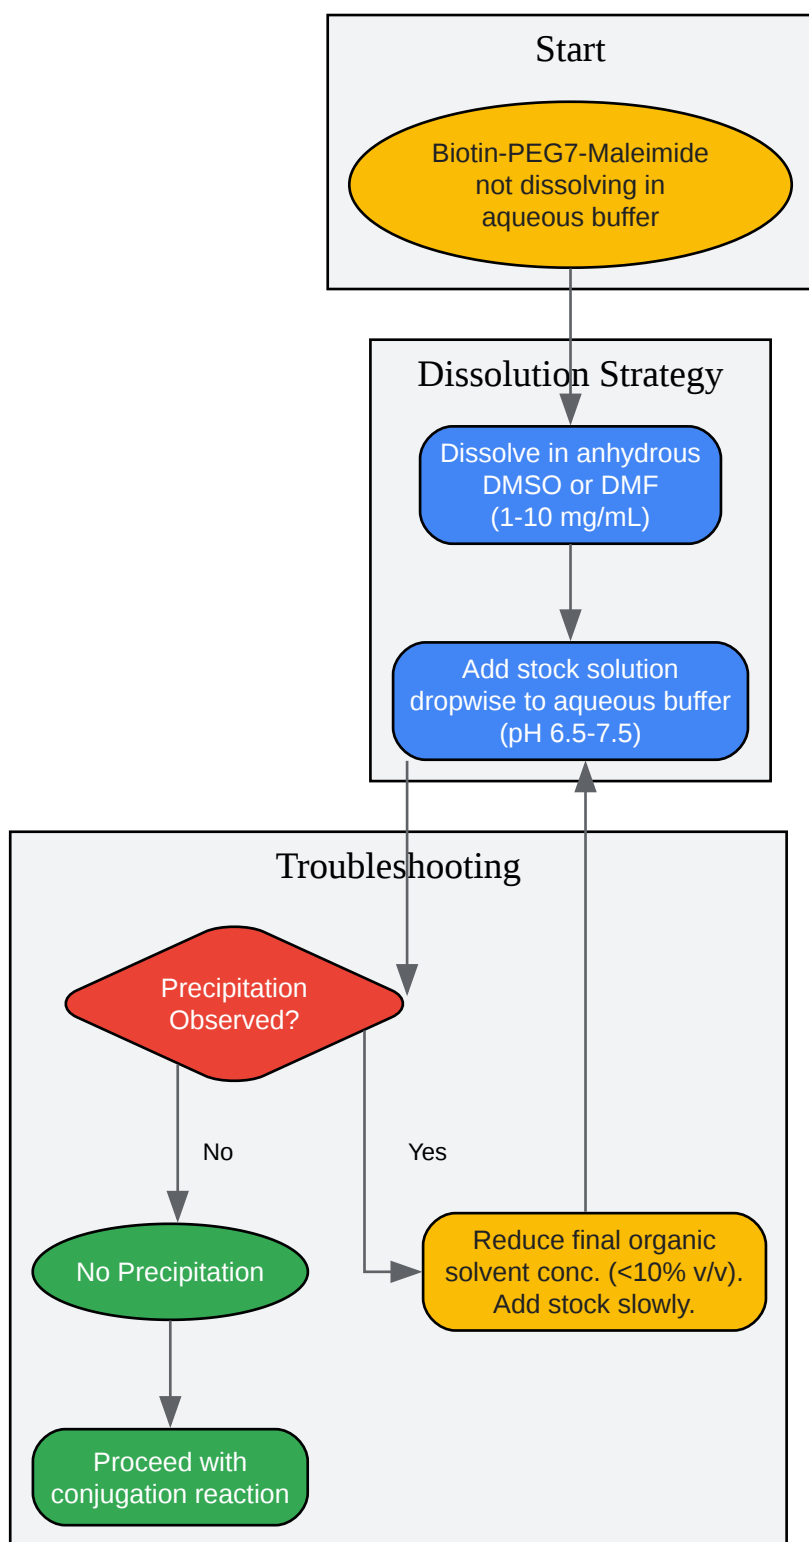 Start
Biotin-PEG7-Maleimide
not dissolving in
aqueous buffer
Dissolution Strategy
Dissolve in anhydrous
DMSO or DMF
(1-10 mg/mL)
Add stock solution
dropwise to aqueous buffer
(pH 6.5-7.5)
Troubleshooting
Precipitation
Observed?
No
Yes
No Precipitation
Reduce final organic
solvent conc. (<10% v/v).
Add stock slowly.
Proceed with
conjugation reaction